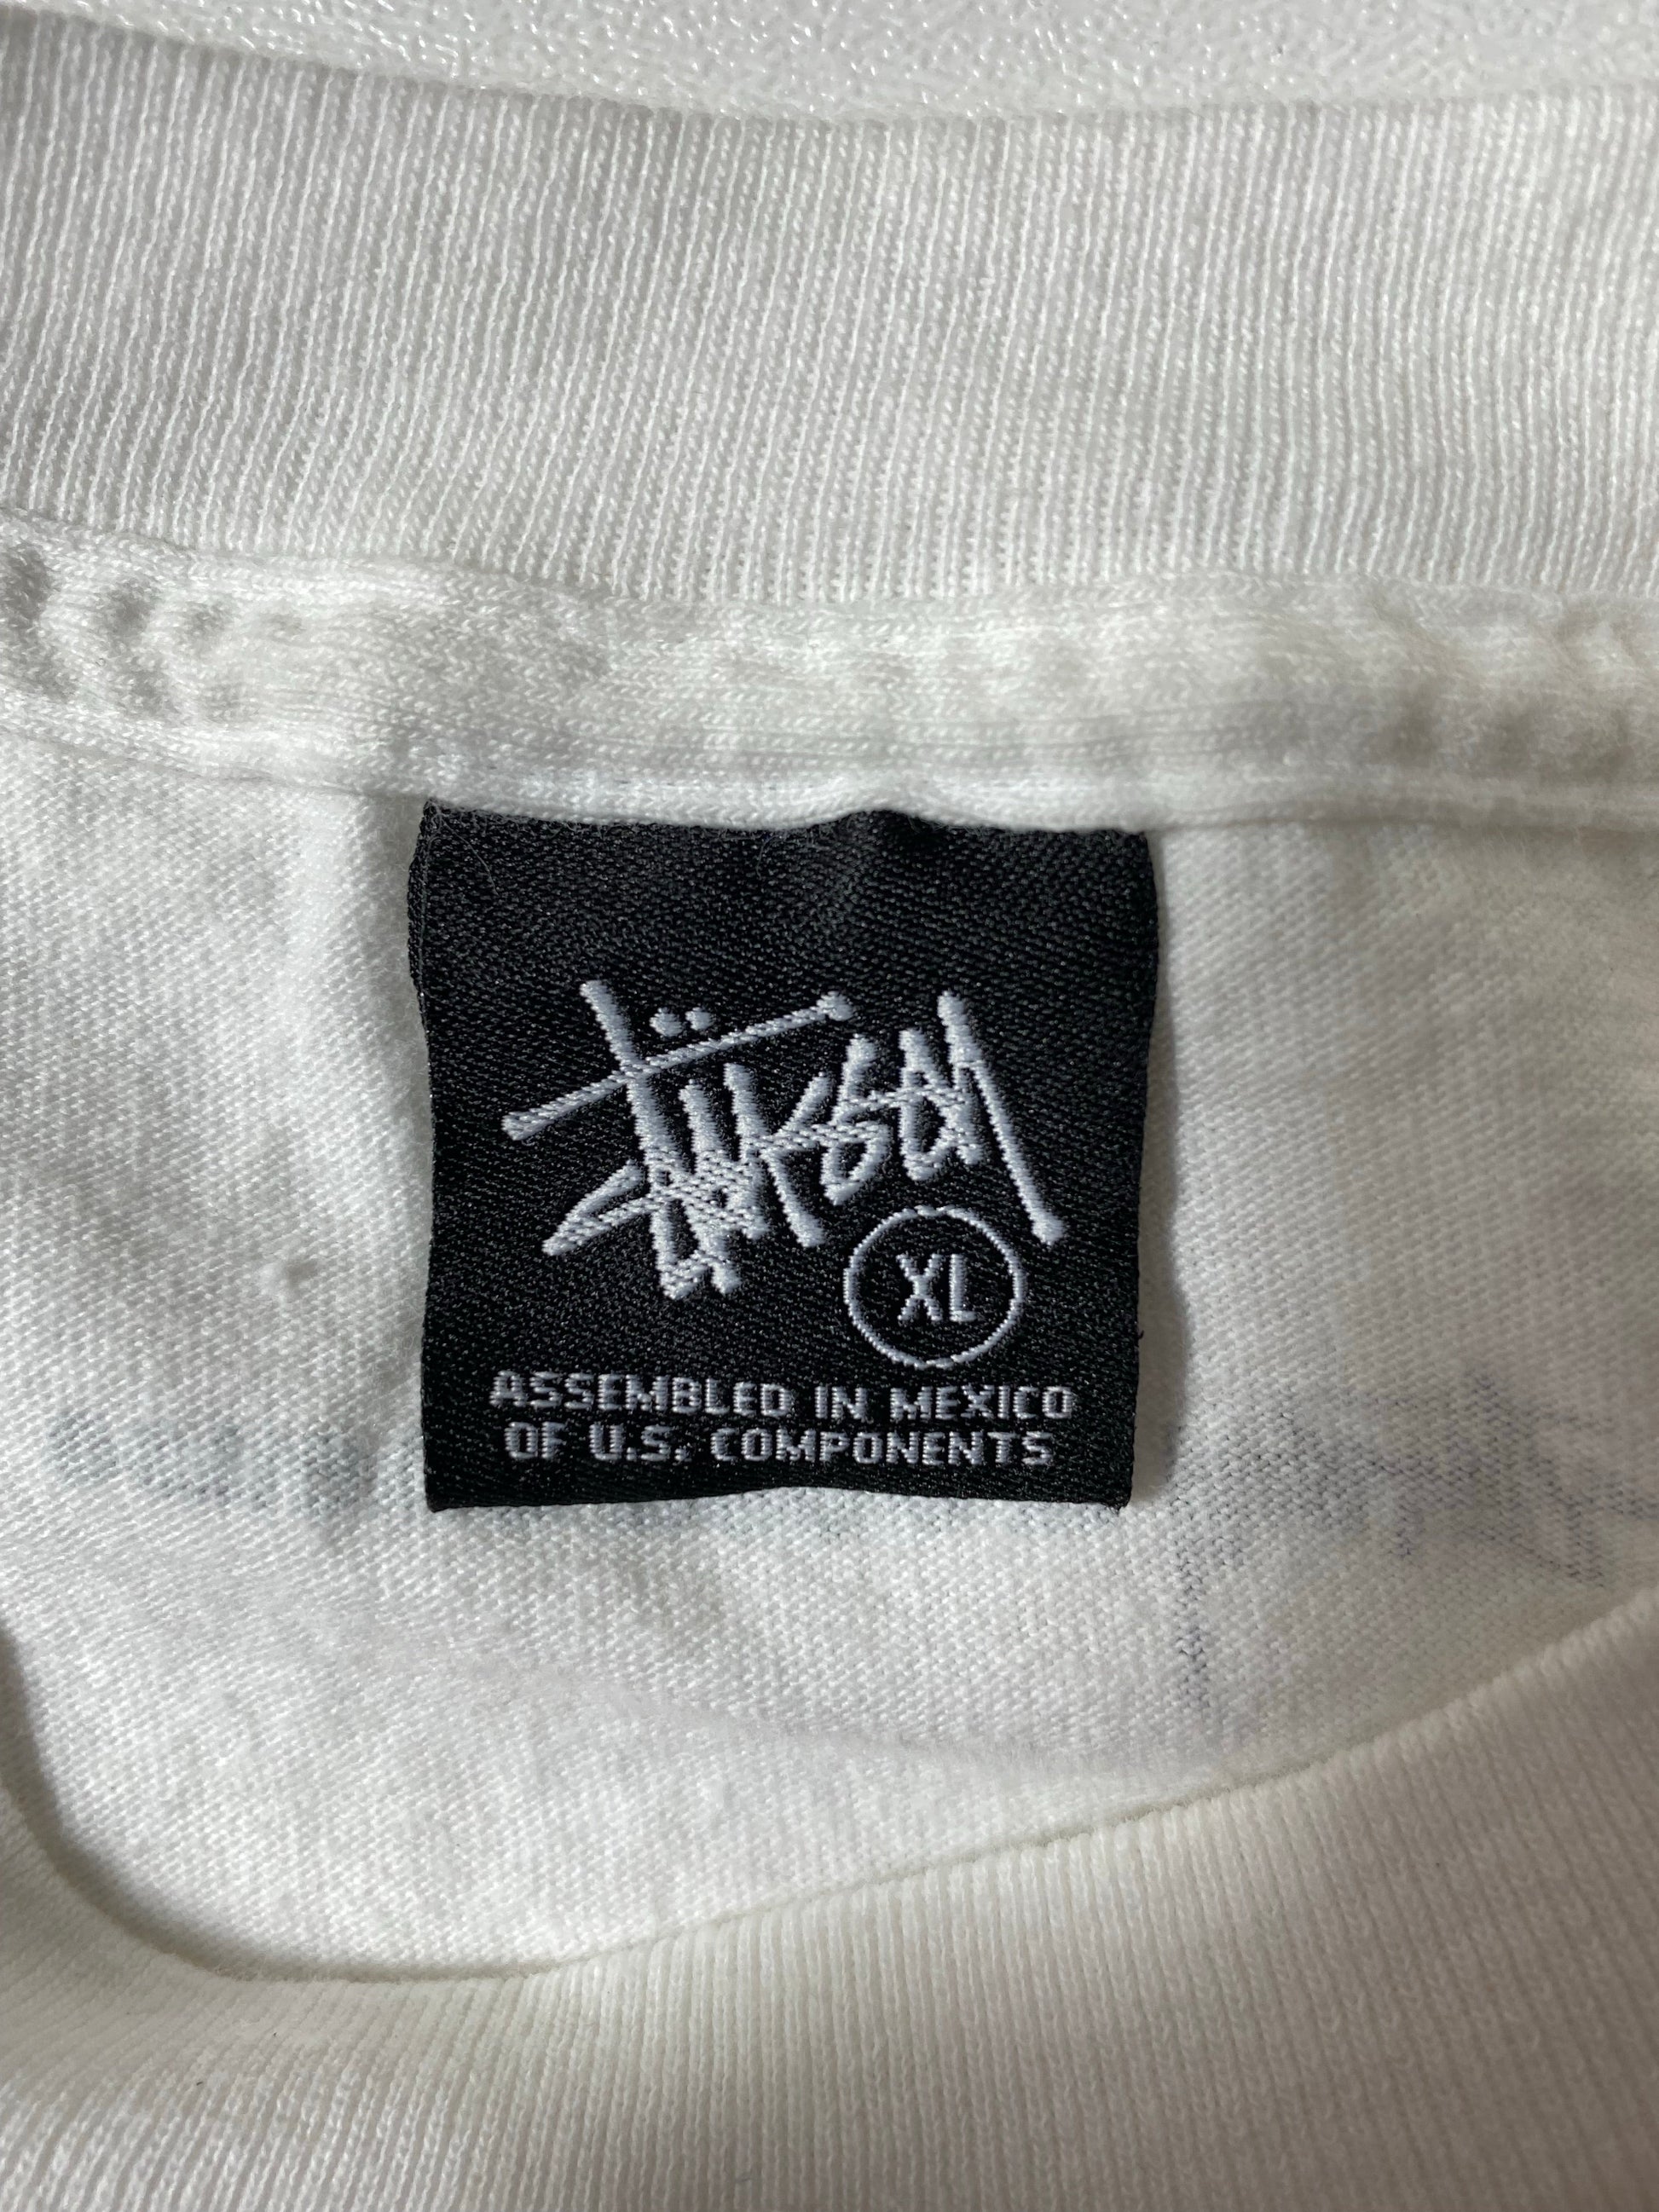 Stüssy
XL
ASSEMBLED IN MEXICO
OF U.S. COMPONENTS